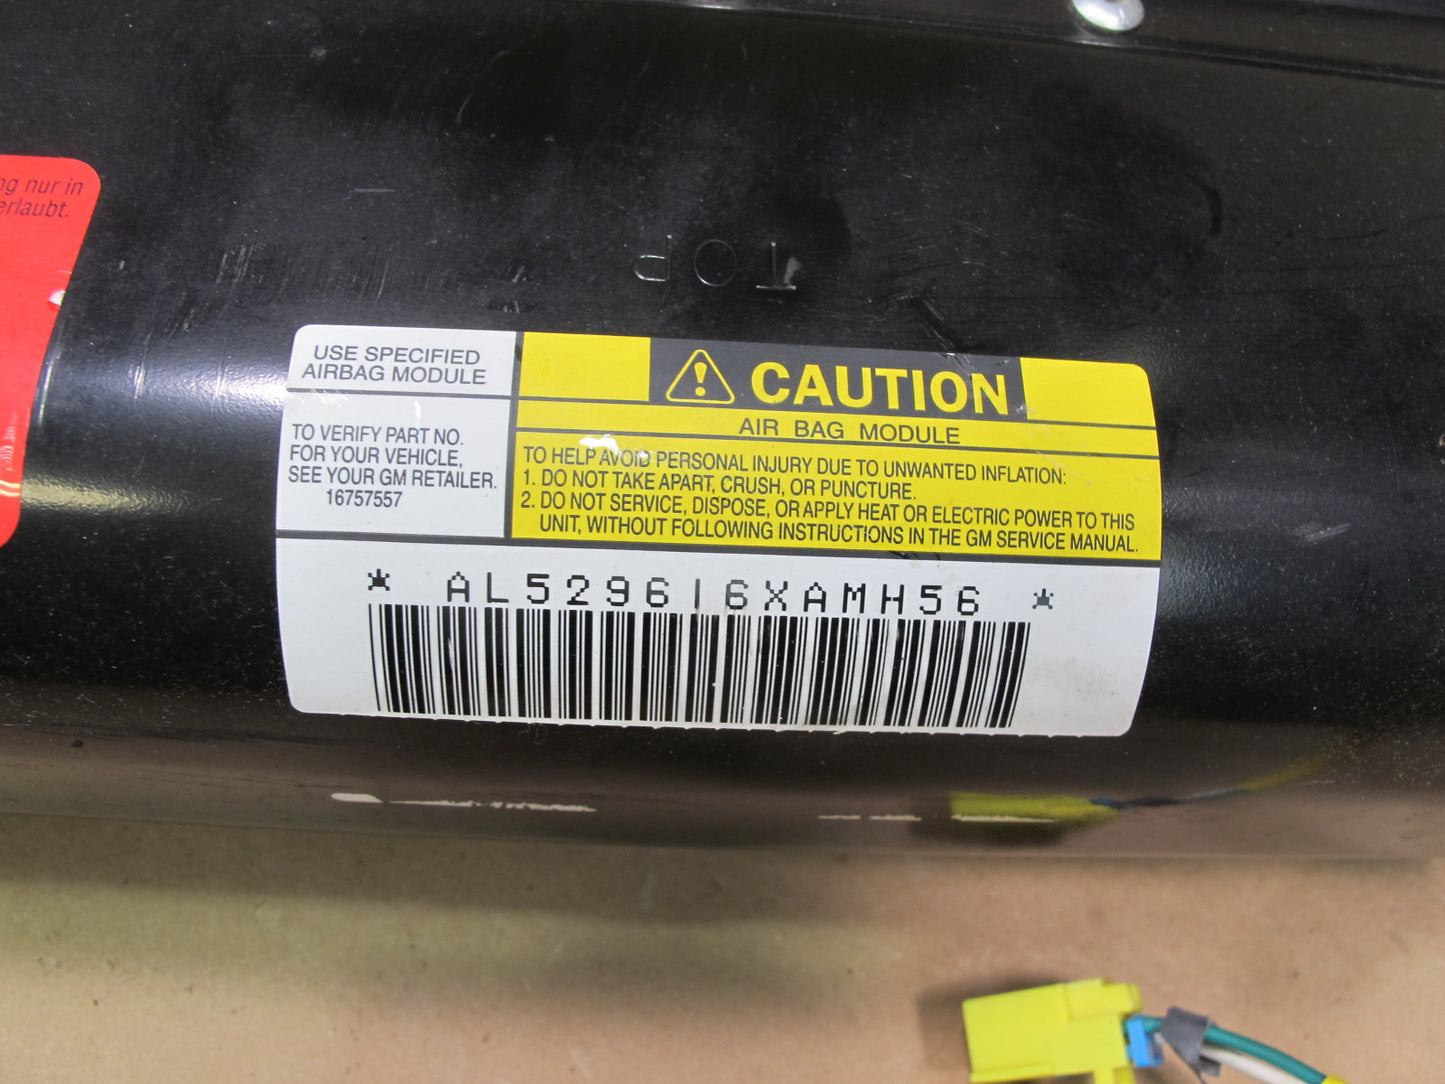 ng nur in
erlaubt.
TOP
USE SPECIFIED
AIRBAG MODULE
TO VERIFY PART NO.
FOR YOUR VEHICLE,
SEE YOUR GM RETAILER.
16757557
CAUTION
AIR BAG MODULE
TO HELP AVOID PERSONAL INJURY DUE TO UNWANTED INFLATION:
1. DO NOT TAKE APART, CRUSH, OR PUNCTURE.
2. DO NOT SERVICE, DISPOSE, OR APPLY HEAT OR ELECTRIC POWER TO THIS
UNIT, WITHOUT FOLLOWING INSTRUCTIONS IN THE GM SERVICE MANUAL.
* AL529616XAMH56 *